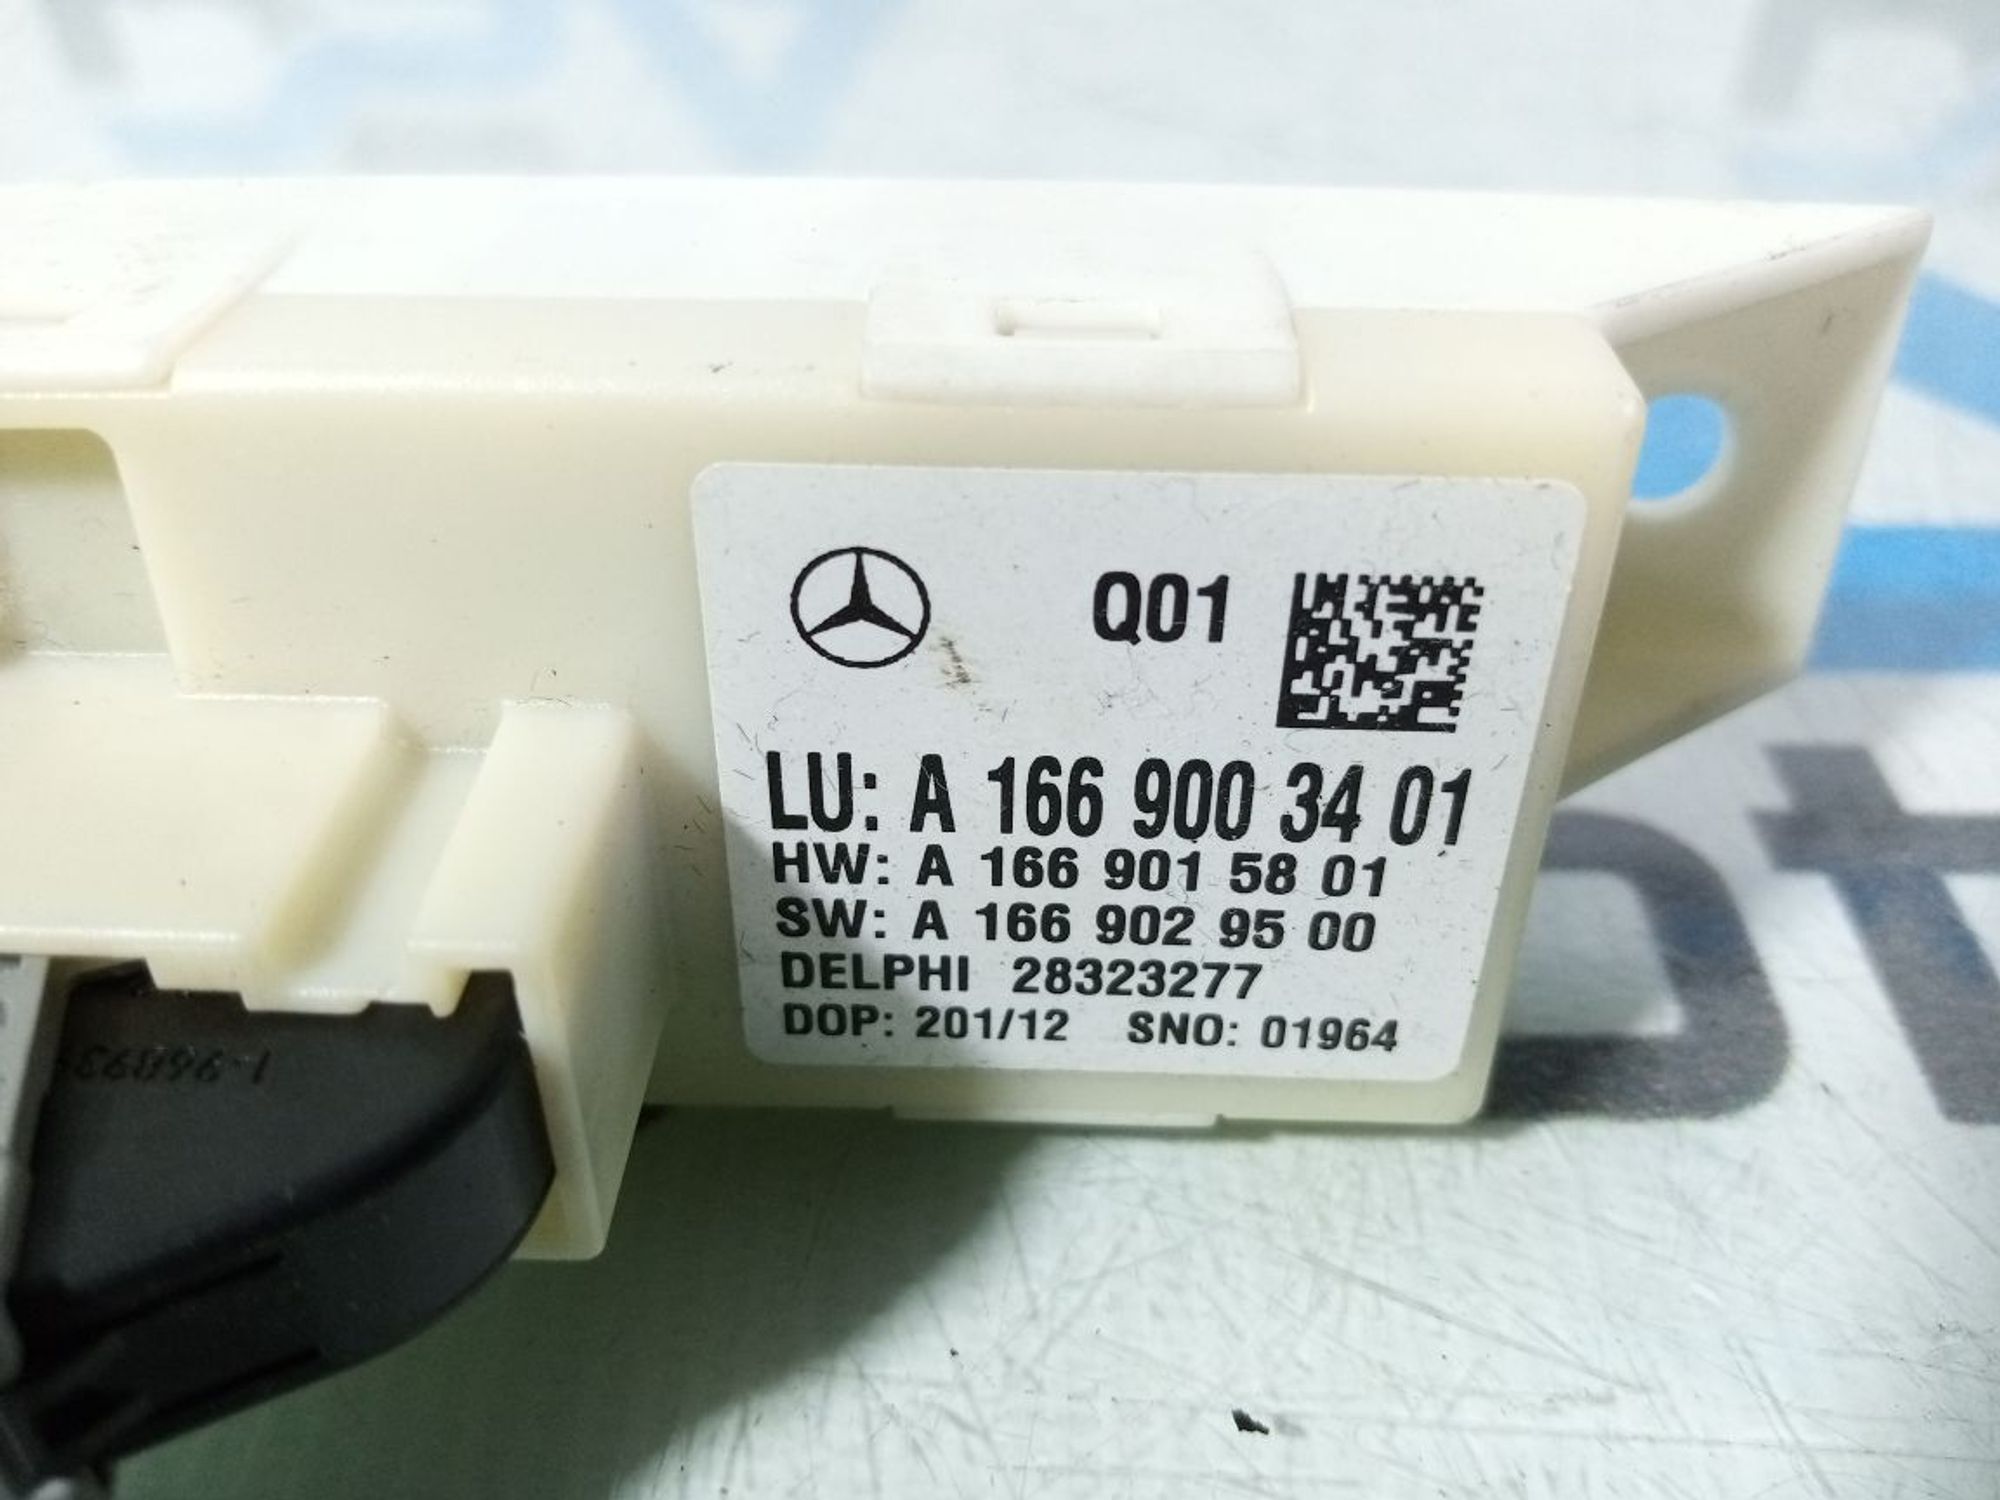 Q01
LU: A 166 900 34 01
HW: A 166 901 58 01
SW: A 166 902 95 00
DELPHI 28323277
DOP: 201/12 SNO: 01964